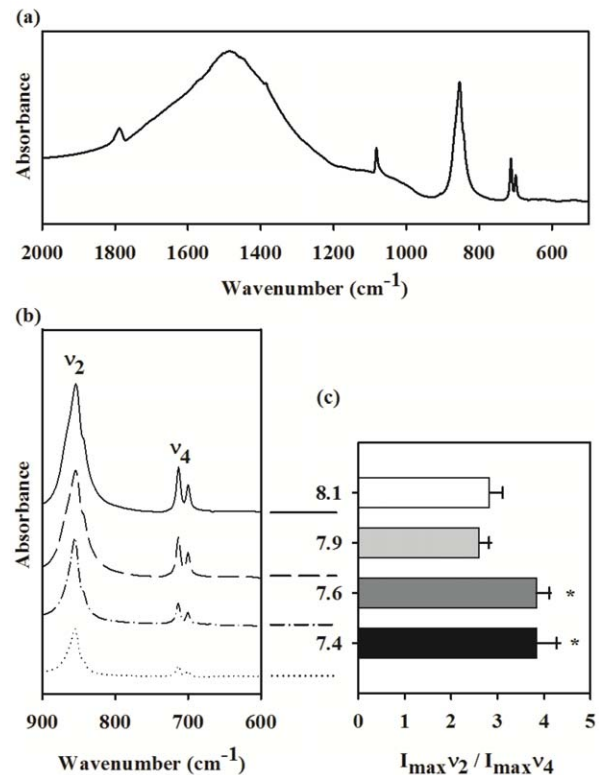 (a)
Absorbance
2000 1800 1600 1400 1200 1000 800 600
Wavenumber (cm-1)
(b)
ν2
ν4
Absorbance
900 800 700 600
Wavenumber (cm-1)
(c)
8.1
7.9
7.6 *
7.4 *
0 1 2 3 4 5
Imaxν2 / Imaxν4